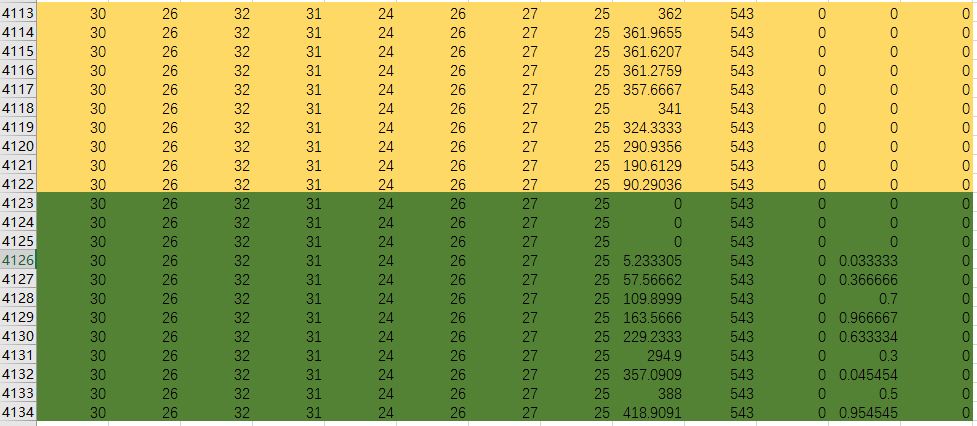 4113 30 26 32 31 24 26 27 25 362 543 0 0 0
4114 30 26 32 31 24 26 27 25 361.9655 543 0 0 0
4115 30 26 32 31 24 26 27 25 361.6207 543 0 0 0
4116 30 26 32 31 24 26 27 25 361.2759 543 0 0 0
4117 30 26 32 31 24 26 27 25 357.6667 543 0 0 0
4118 30 26 32 31 24 26 27 25 341 543 0 0 0
4119 30 26 32 31 24 26 27 25 324.3333 543 0 0 0
4120 30 26 32 31 24 26 27 25 290.9356 543 0 0 0
4121 30 26 32 31 24 26 27 25 190.6129 543 0 0 0
4122 30 26 32 31 24 26 27 25 90.29036 543 0 0 0
4123 30 26 32 31 24 26 27 25 0 543 0 0 0
4124 30 26 32 31 24 26 27 25 0 543 0 0 0
4125 30 26 32 31 24 26 27 25 0 543 0 0 0
4126 30 26 32 31 24 26 27 25 5.233305 543 0 0.033333 0
4127 30 26 32 31 24 26 27 25 57.56662 543 0 0.366666 0
4128 30 26 32 31 24 26 27 25 109.8999 543 0 0.7 0
4129 30 26 32 31 24 26 27 25 163.5666 543 0 0.966667 0
4130 30 26 32 31 24 26 27 25 229.2333 543 0 0.633334 0
4131 30 26 32 31 24 26 27 25 294.9 543 0 0.3 0
4132 30 26 32 31 24 26 27 25 357.0909 543 0 0.045454 0
4133 30 26 32 31 24 26 27 25 388 543 0 0.5 0
4134 30 26 32 31 24 26 27 25 418.9091 543 0 0.954545 0